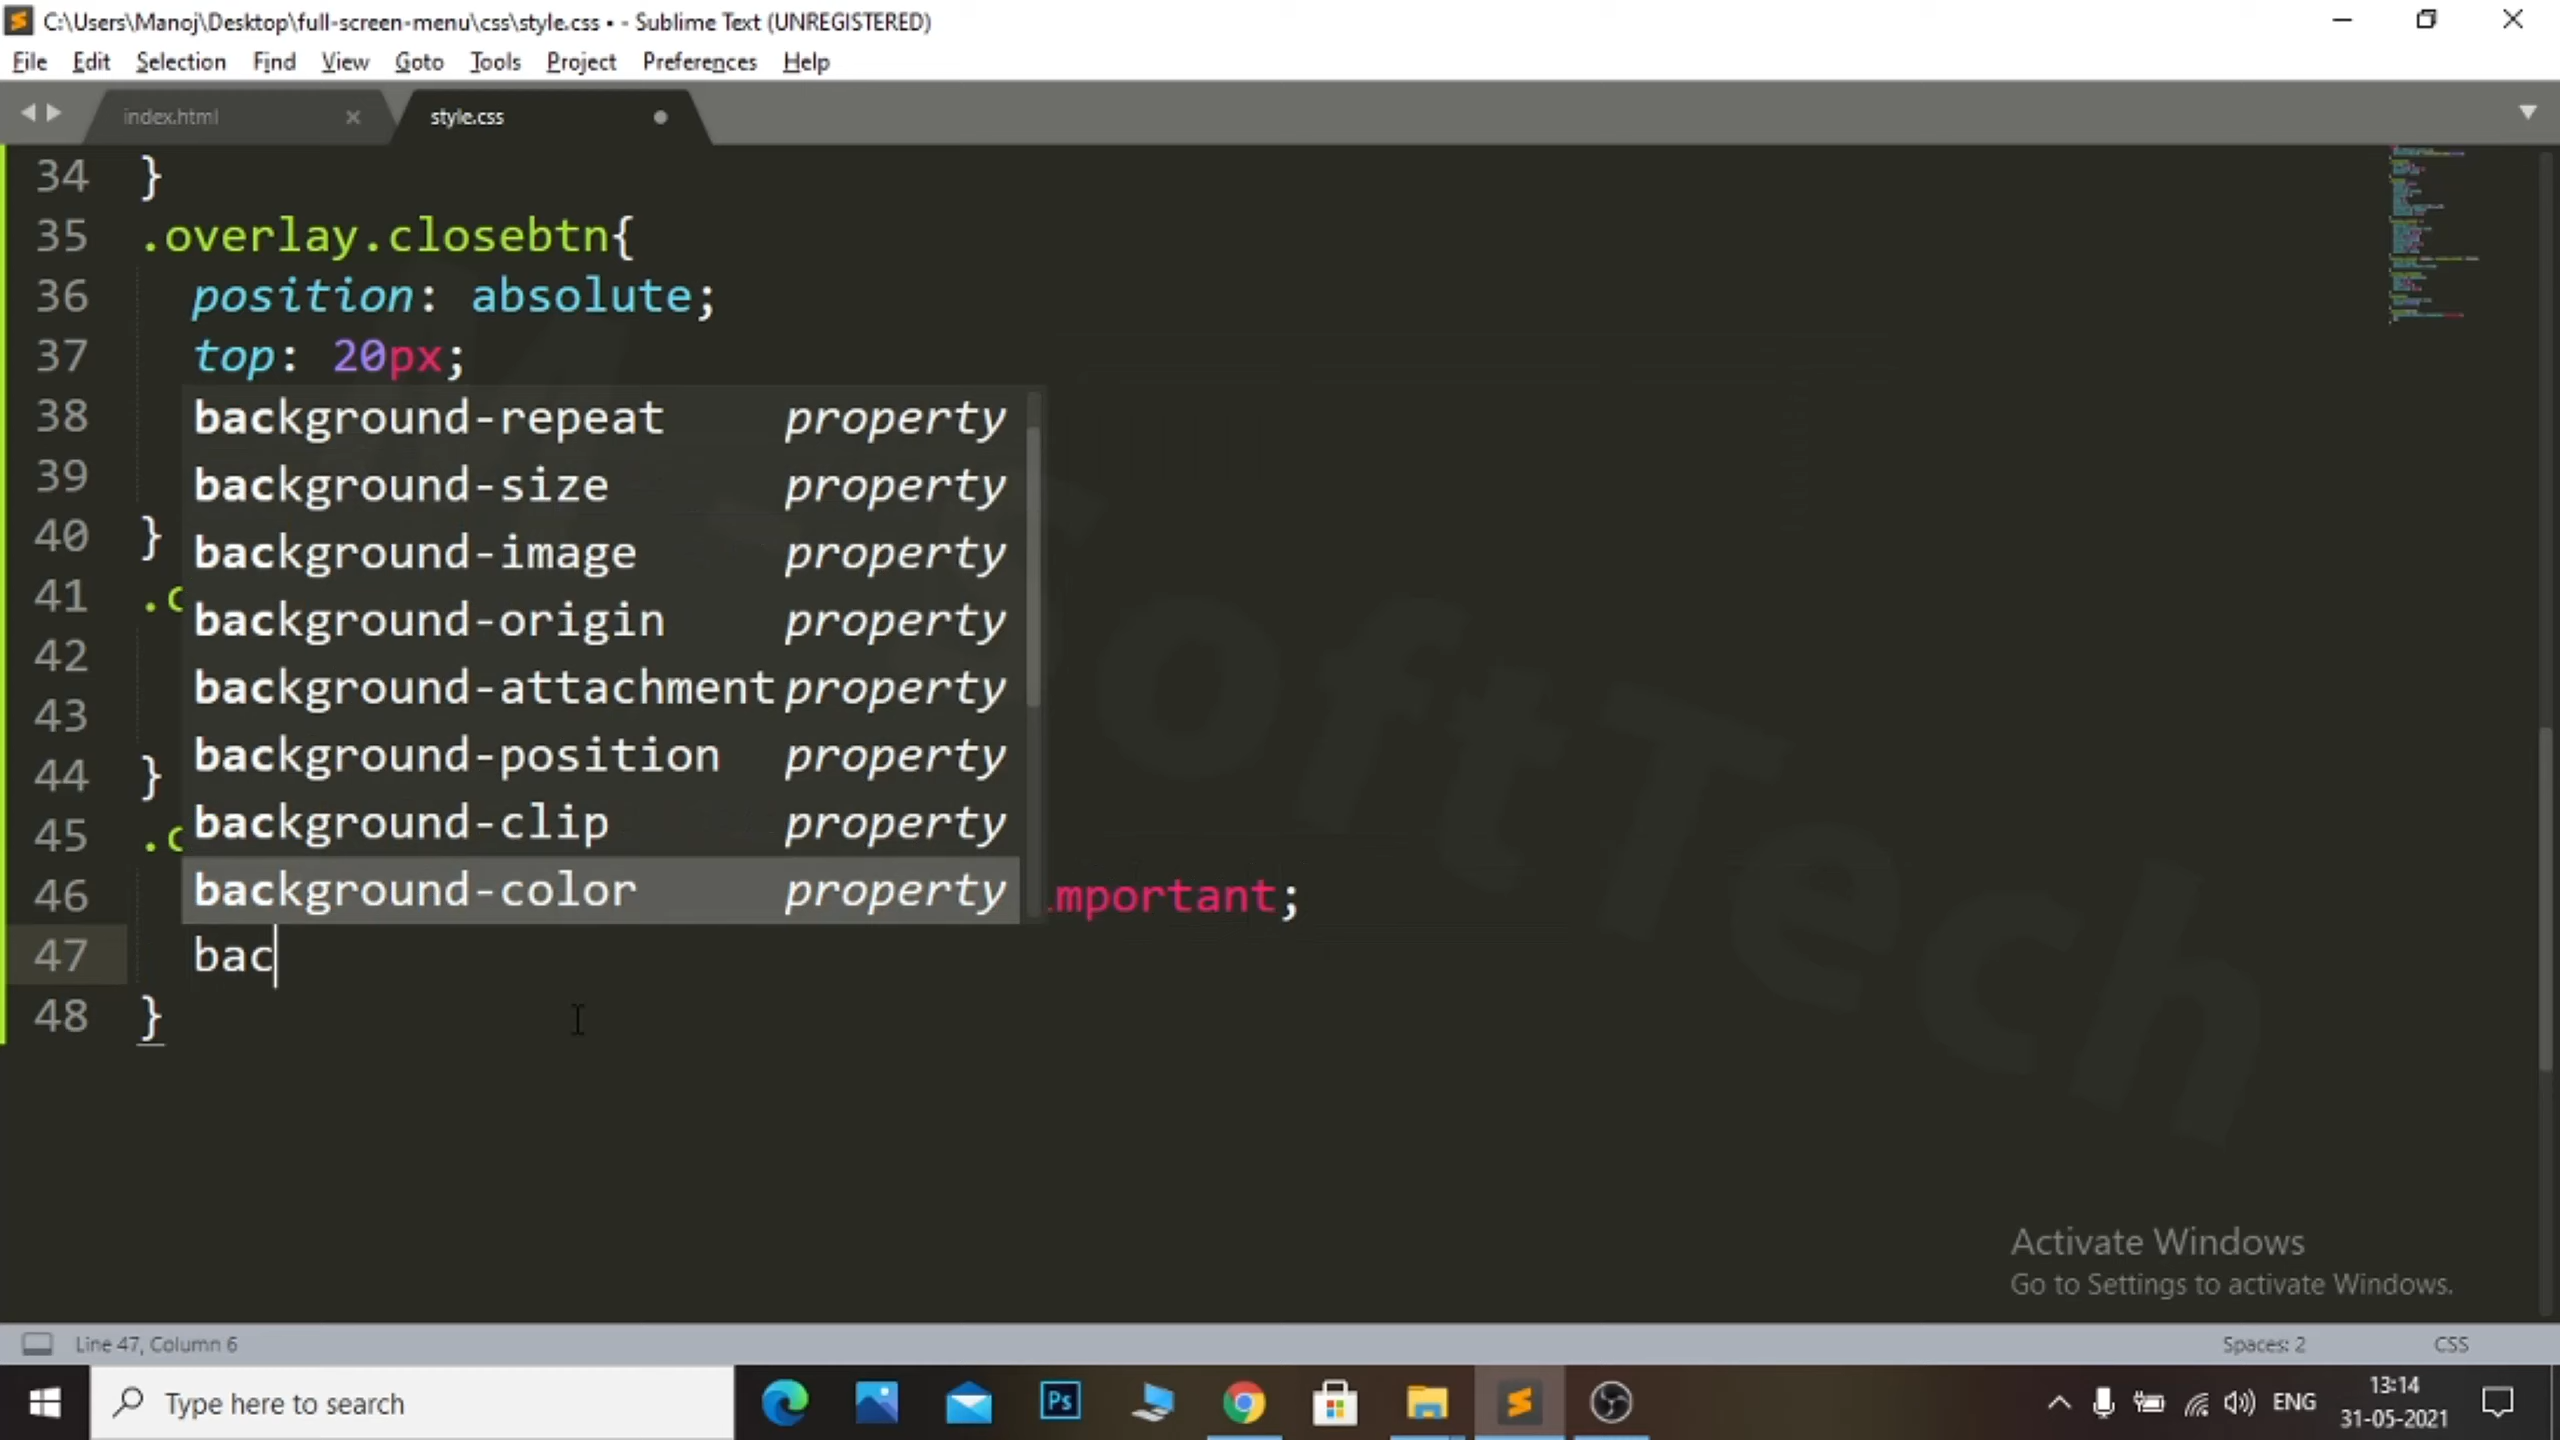 C:\Users\Manoj\Desktop\full-screen-menu\css\style.css • - Sublime Text (UNREGISTERED)
File Edit Selection Find View Goto Tools Project Preferences Help
index.html style.css
34 }
35 .overlay.closebtn{
36 position: absolute;
37 top: 20px;
38 background-repeat property
39 background-size property
40 } background-image property
41 .c background-origin property
42 background-attachment property
43 background-position property
44 } background-clip property
45 .c
46 background-color property mportant;
47 bac
48 }
M - SoftTech
Activate Windows
Go to Settings to activate Windows.
Line 47, Column 6 Spaces: 2 CSS
Type here to search
Ps
ENG
13:14
31-05-2021